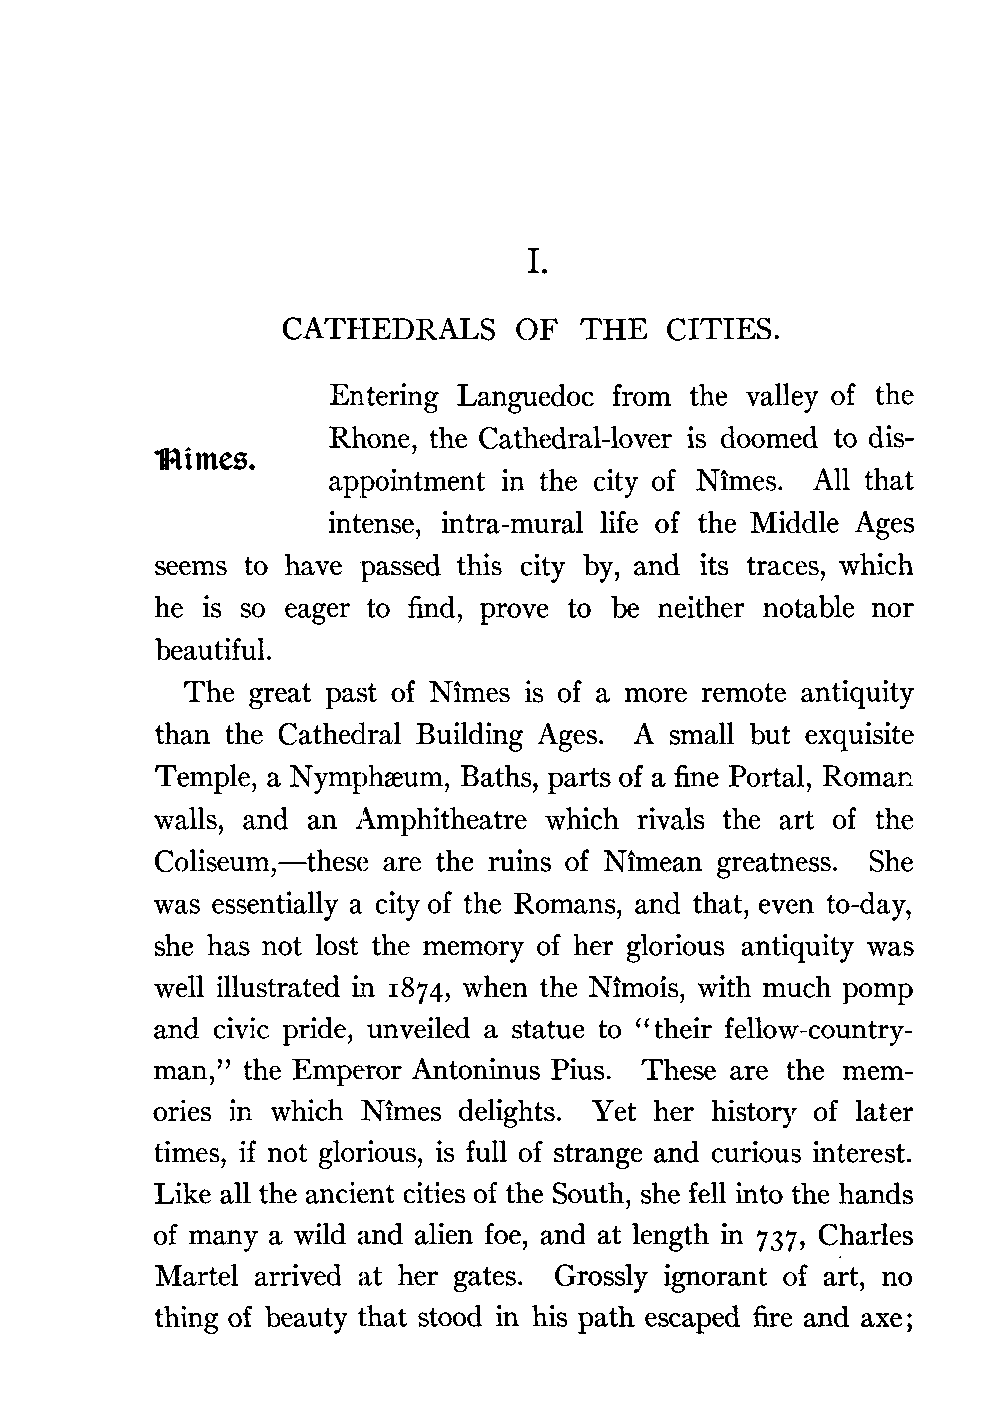 I.
CATHEDRALS OF THE CITIES.
Nîmes.
Entering Languedoc from the valley of the
Rhone, the Cathedral-lover is doomed to dis-
appointment in the city of Nîmes. All that
intense, intra-mural life of the Middle Ages
seems to have passed this city by, and its traces, which
he is so eager to find, prove to be neither notable nor
beautiful.
The great past of Nîmes is of a more remote antiquity
than the Cathedral Building Ages. A small but exquisite
Temple, a Nymphæum, Baths, parts of a fine Portal, Roman
walls, and an Amphitheatre which rivals the art of the
Coliseum,—these are the ruins of Nîmean greatness. She
was essentially a city of the Romans, and that, even to-day,
she has not lost the memory of her glorious antiquity was
well illustrated in 1874, when the Nîmois, with much pomp
and civic pride, unveiled a statue to “their fellow-country-
man,” the Emperor Antoninus Pius. These are the mem-
ories in which Nîmes delights. Yet her history of later
times, if not glorious, is full of strange and curious interest.
Like all the ancient cities of the South, she fell into the hands
of many a wild and alien foe, and at length in 737, Charles
Martel arrived at her gates. Grossly ignorant of art, no
thing of beauty that stood in his path escaped fire and axe;